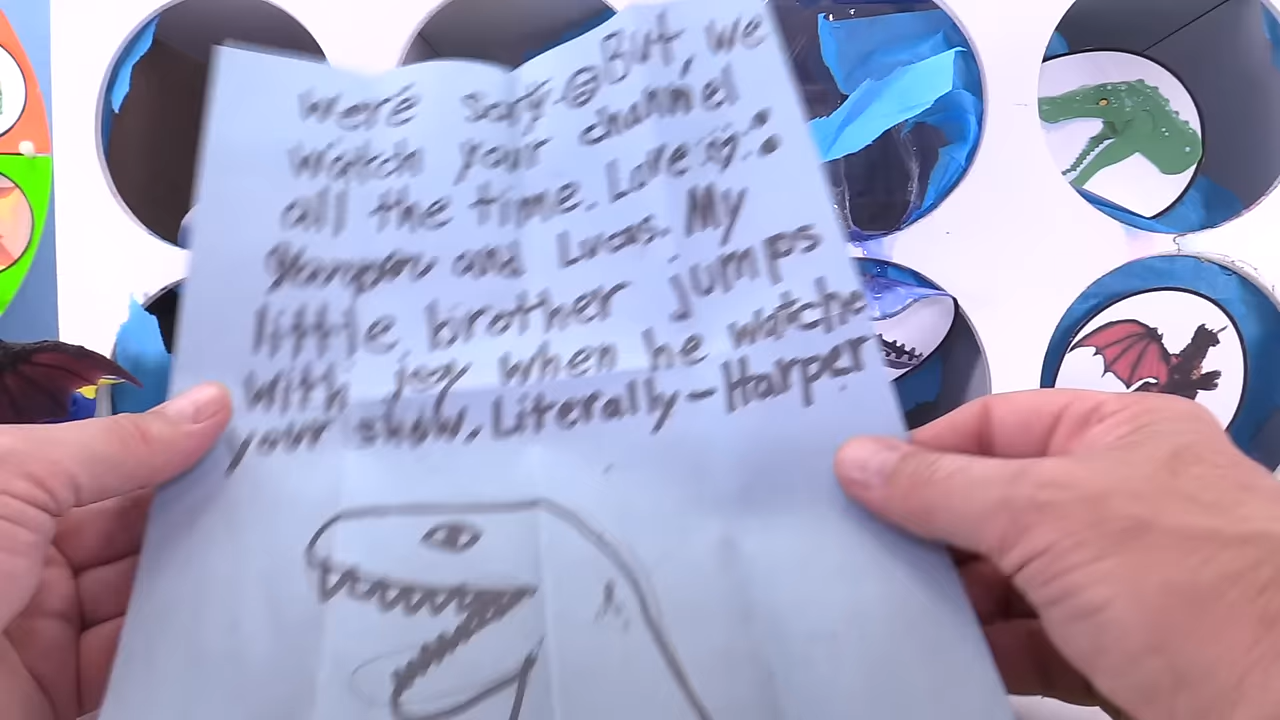 Were Sory. But, we
watch your channel
all the time. Love
and Lucas. My
little brother jumps
with joy when he watche
your show. Literally - Harper